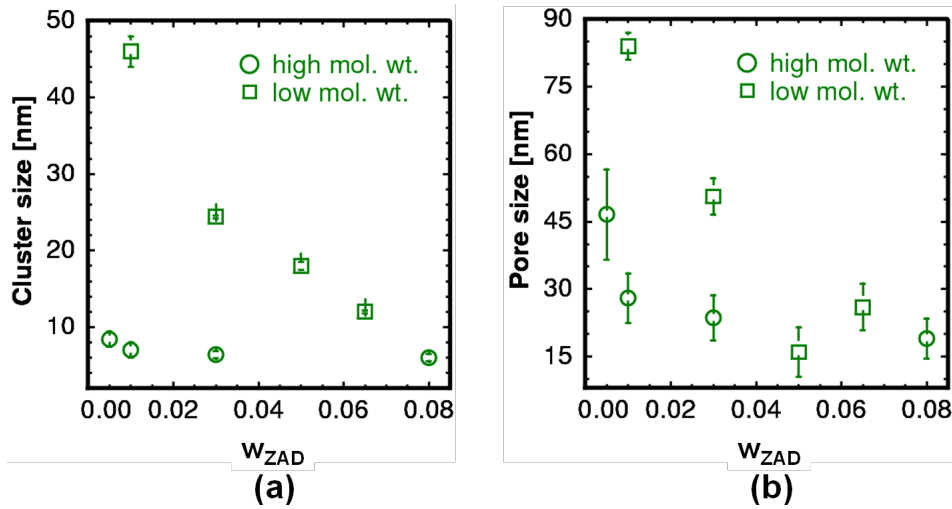 50
40
30
20
10
Cluster size [nm]
high mol. wt.
low mol. wt.
0.00 0.02 0.04 0.06 0.08
wZAD
(a)
90
75
60
45
30
15
Pore size [nm]
high mol. wt.
low mol. wt.
0.00 0.02 0.04 0.06 0.08
wZAD
(b)